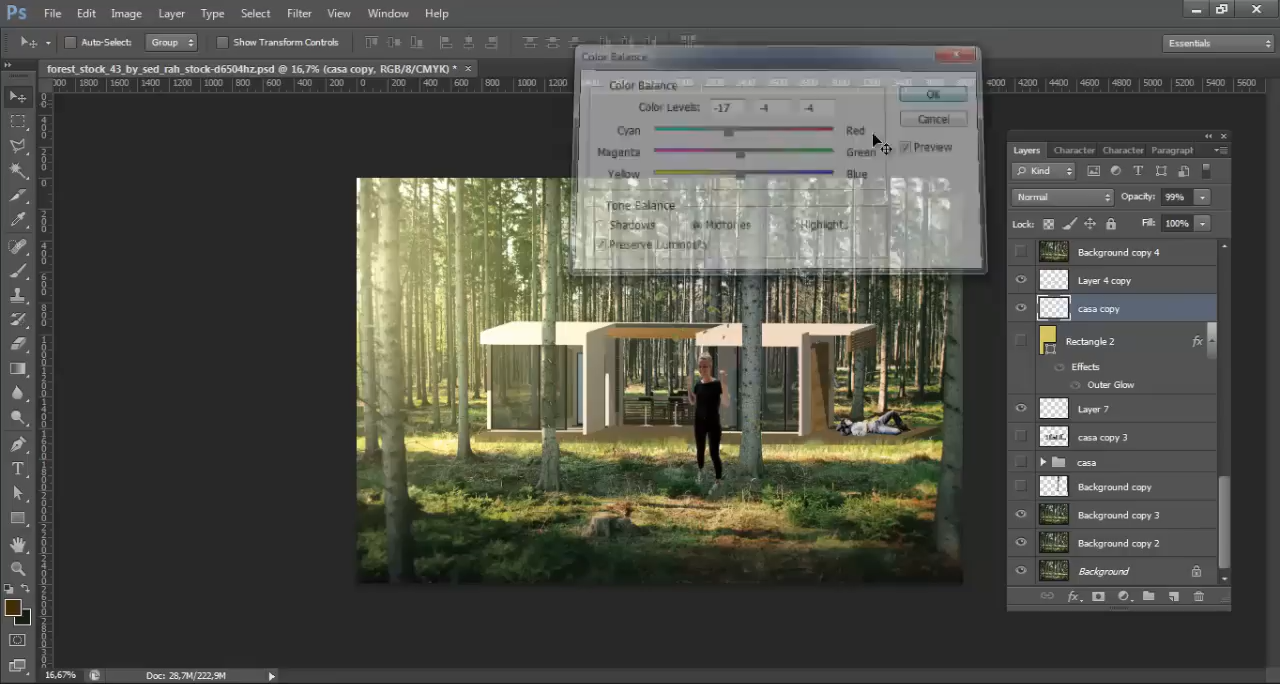 Ps File Edit Image Layer Type Select Filter View Window Help
Auto-Select: Group Show Transform Controls Essentials
forest_stock_43_by_sed_rah_stock-d6504hz.psd @ 16,7% (casa copy, RGB/8/CMYK) * ×
Color Balance
Color Balance
Color Levels: -17 -4 -4
Cyan Red
Magenta Green
Yellow Blue
OK
Cancel
Preview
Tone Balance
Shadows Midtones Highlights
Preserve Luminosity
Layers Character Character Paragraph
Kind
Normal Opacity: 99%
Lock: Fill: 100%
Background copy 4
Layer 4 copy
casa copy
Rectangle 2 fx
Effects
Outer Glow
Layer 7
casa copy 3
casa
Background copy
Background copy 3
Background copy 2
Background
fx
16,67% Doc: 28,7M/222,9M